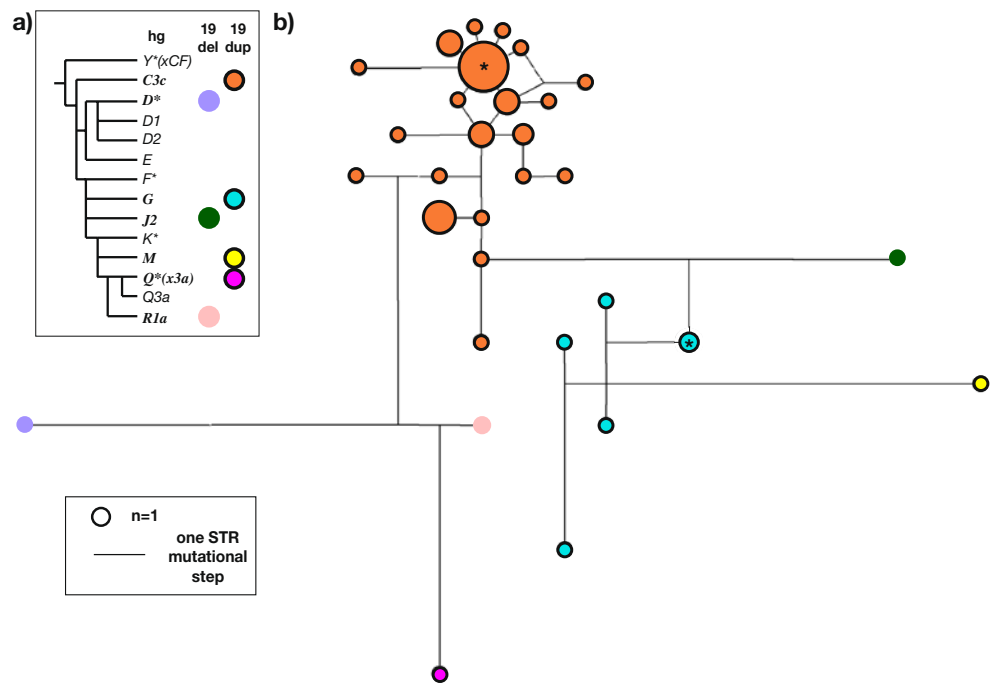 a)
hg 19 del 19 dup
Y*(xCF)
C3c
D*
D1
D2
E
F*
G
J2
K*
M
Q*(x3a)
Q3a
R1a
b)
*
*
n=1
one STR
mutational
step